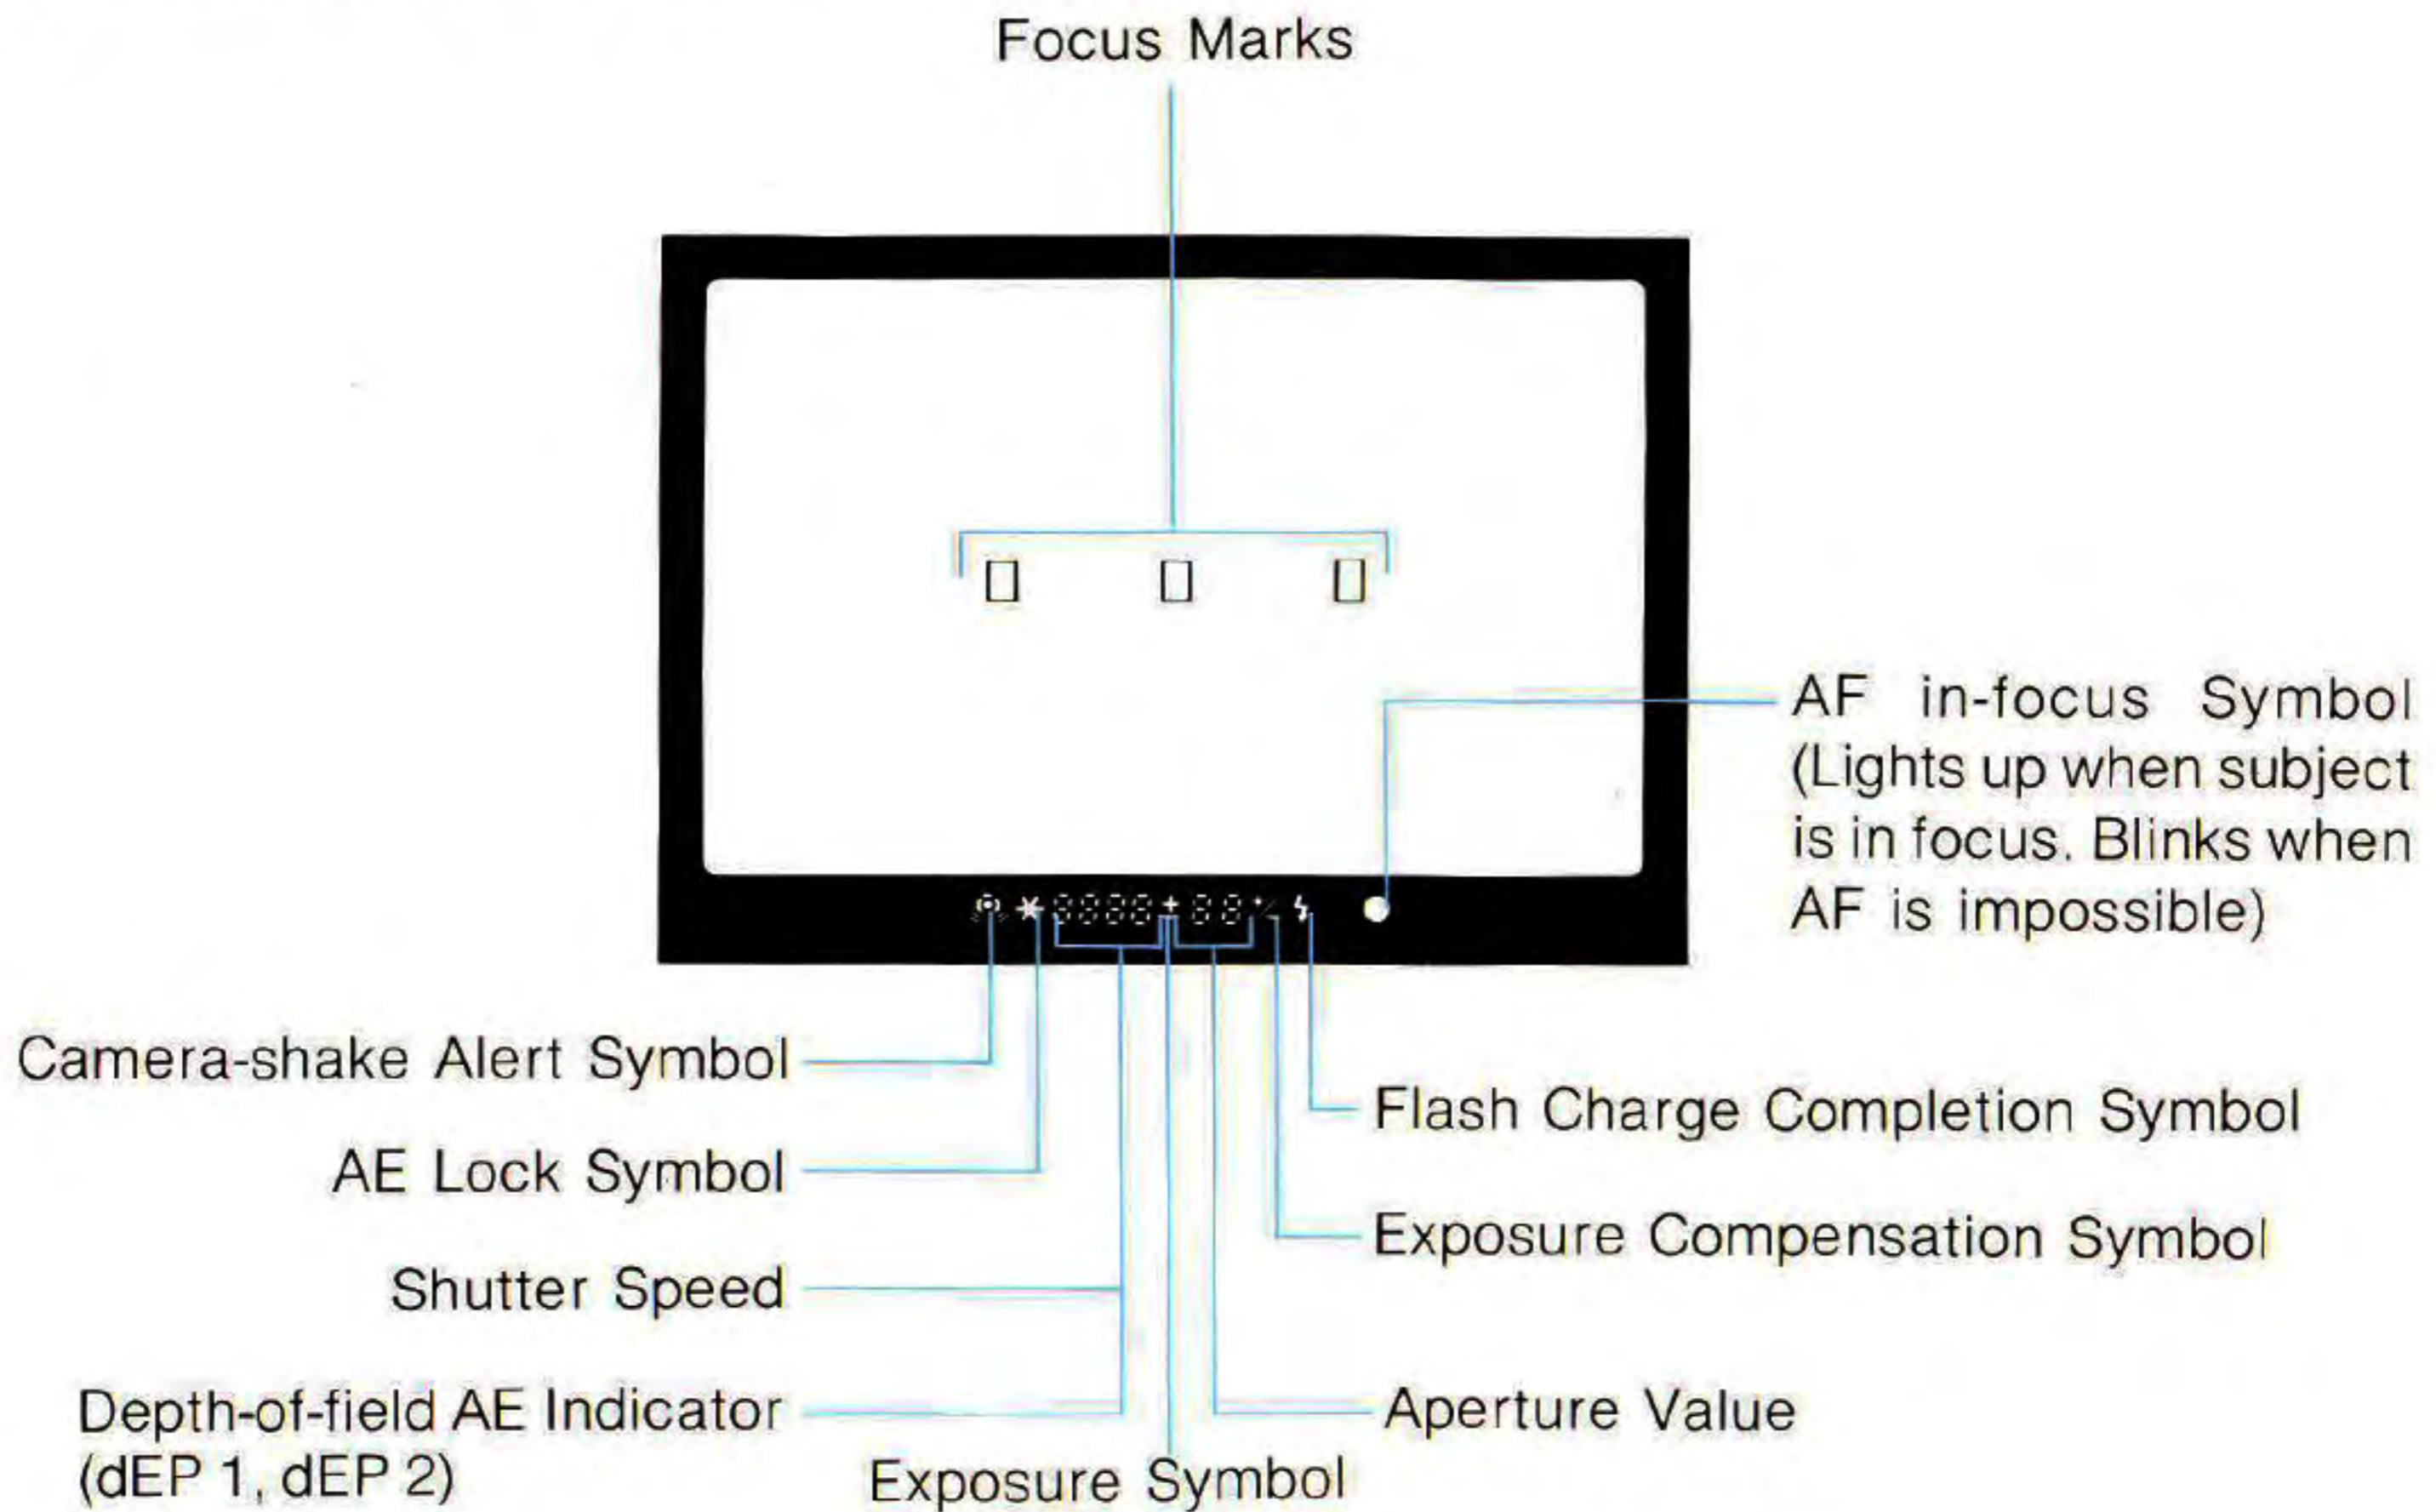 Focus Marks
AF in-focus Symbol
(Lights up when subject
is in focus. Blinks when
AF is impossible)
Camera-shake Alert Symbol
Flash Charge Completion Symbol
AE Lock Symbol
Exposure Compensation Symbol
Shutter Speed
Depth-of-field AE Indicator
(dEP 1, dEP 2)
Aperture Value
Exposure Symbol